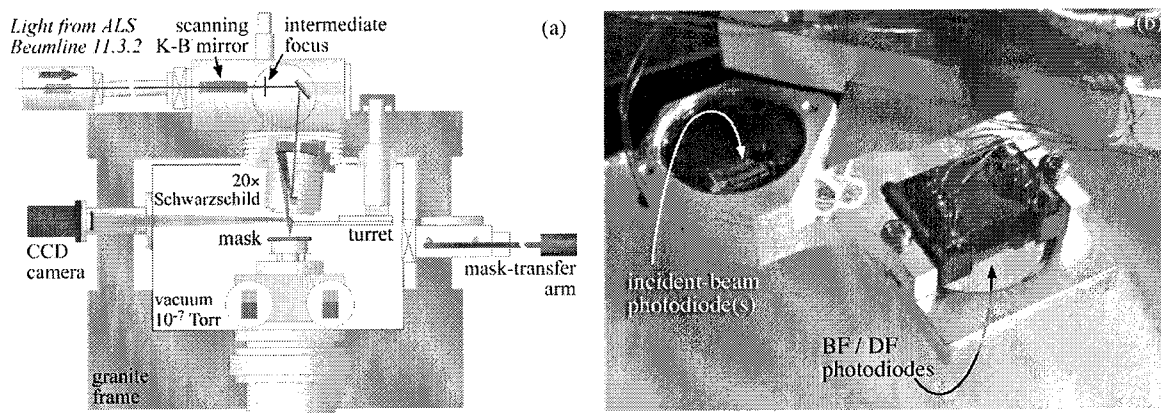 Light from ALS
Beamline 11.3.2
scanning
K-B mirror
intermediate
focus
(a)
20×
Schwarzschild
mask
turret
CCD
camera
mask-transfer
arm
vacuum
10⁻⁷ Torr
granite
frame
(b)
incident-beam
photodiode(s)
BF / DF
photodiodes